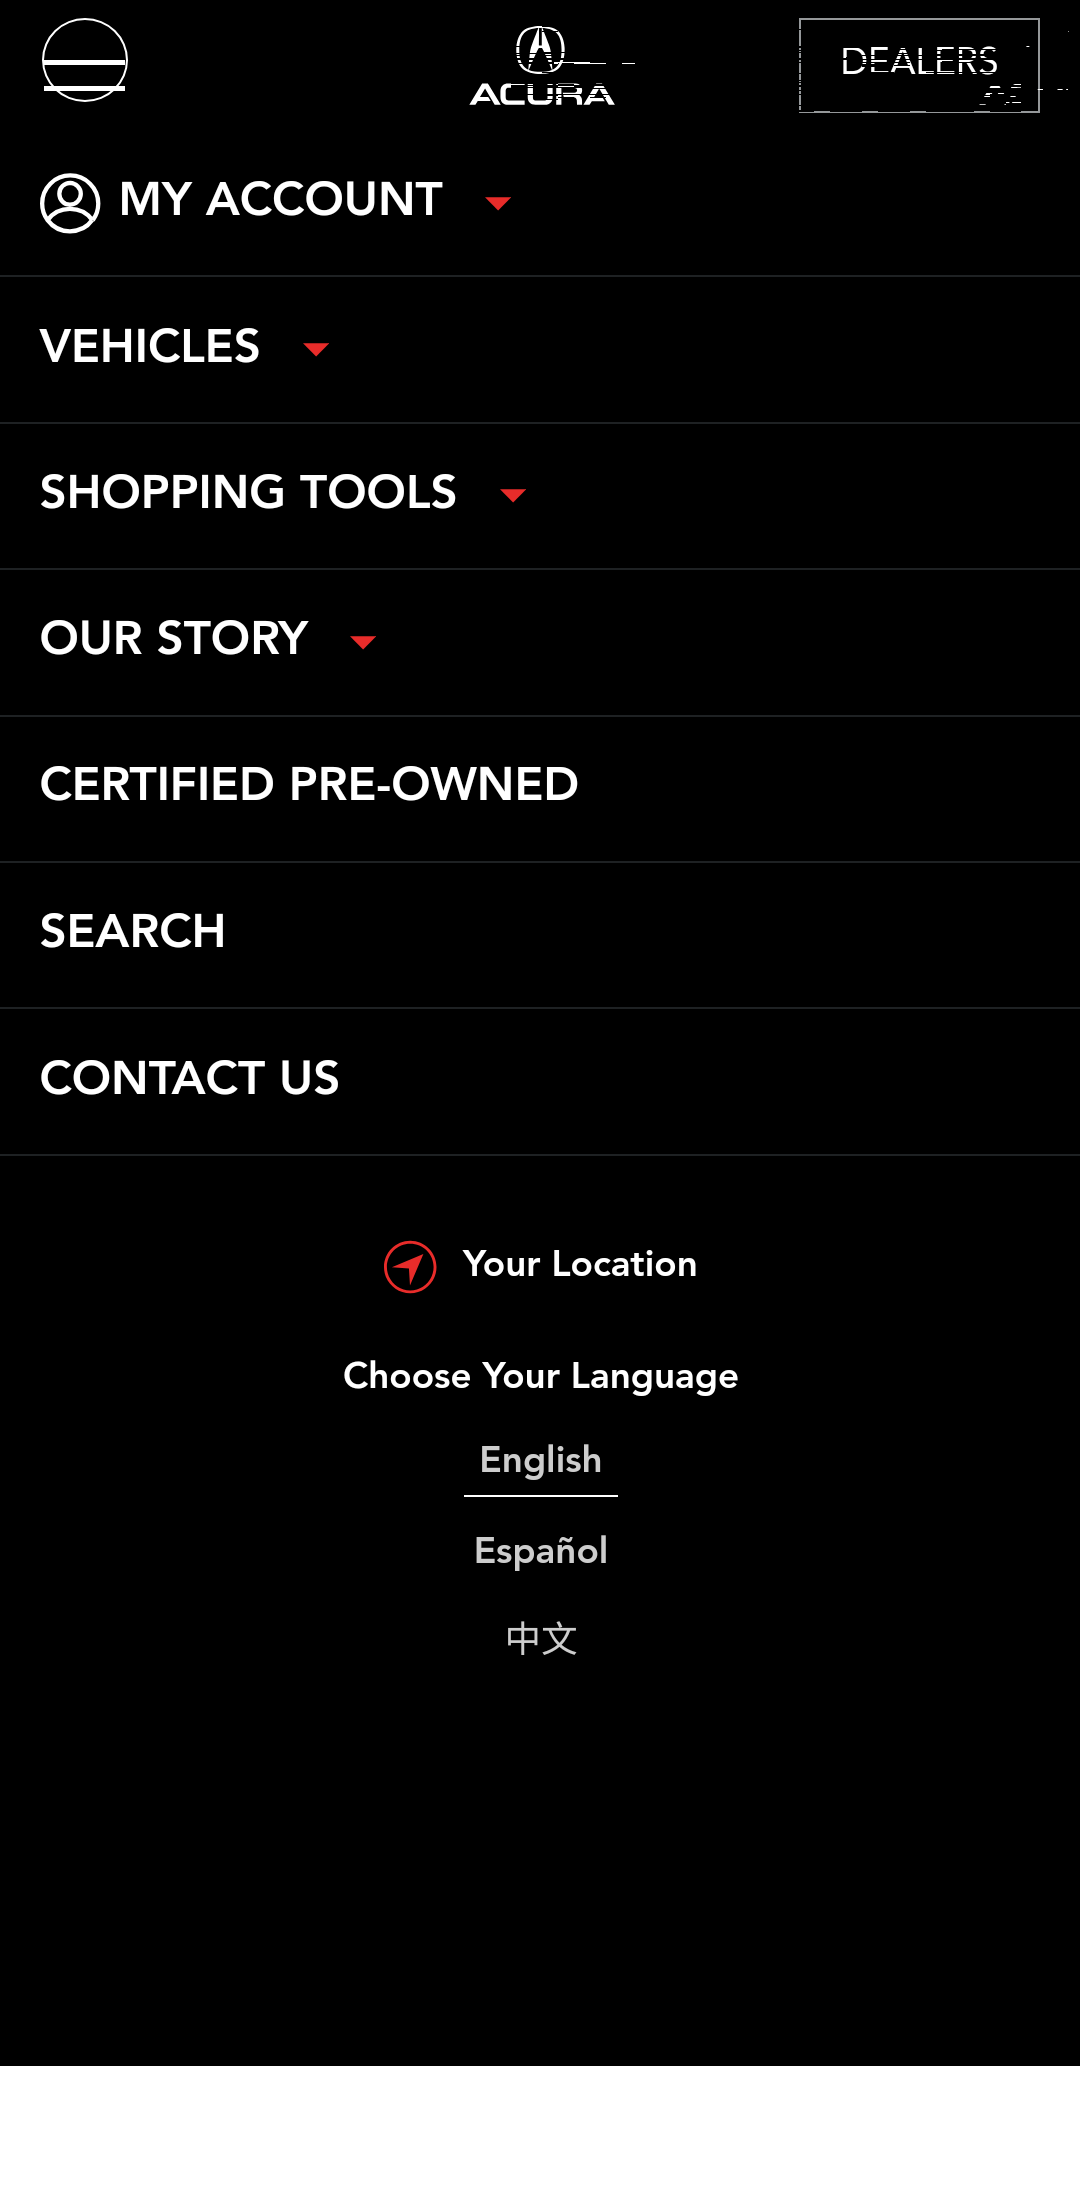 ACURA
DEALERS
MY ACCOUNT
VEHICLES
SHOPPING TOOLS
OUR STORY
CERTIFIED PRE-OWNED
SEARCH
CONTACT US
Your Location
Choose Your Language
English
Español
中文